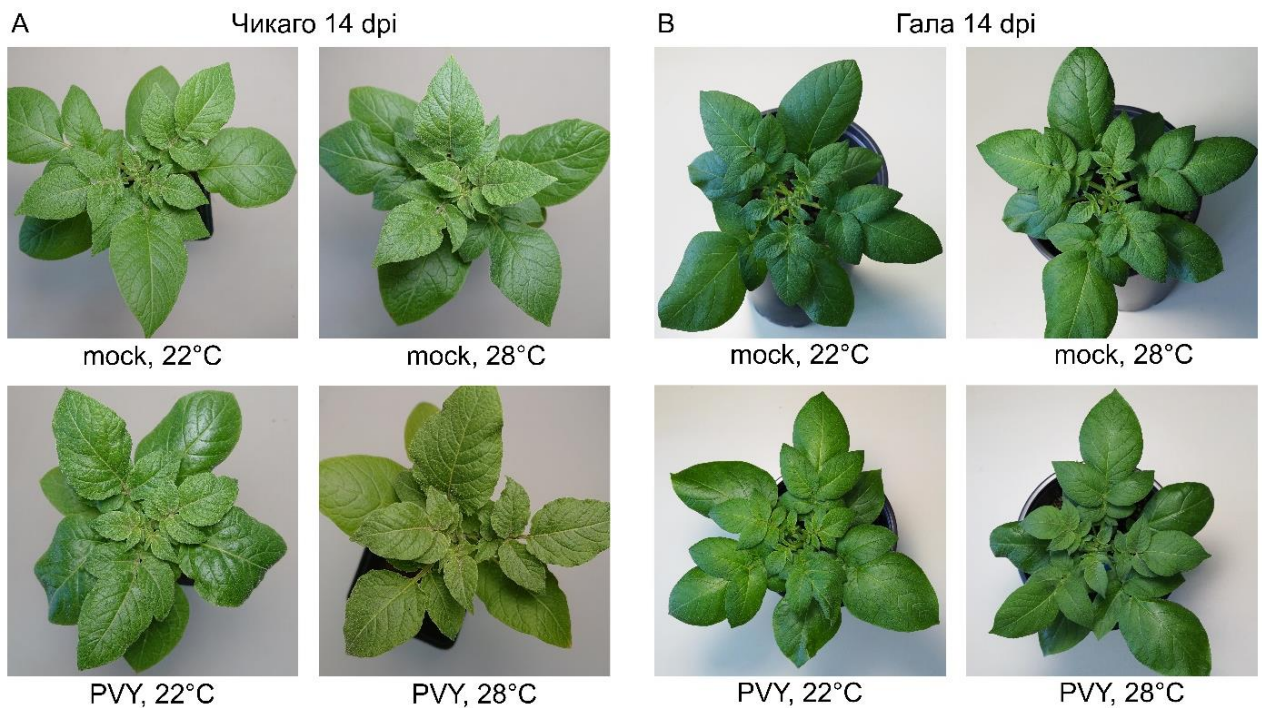 A Чикаго 14 dpi
B Гала 14 dpi
mock, 22°C
mock, 28°C
mock, 22°C
mock, 28°C
PVY, 22°C
PVY, 28°C
PVY, 22°C
PVY, 28°C